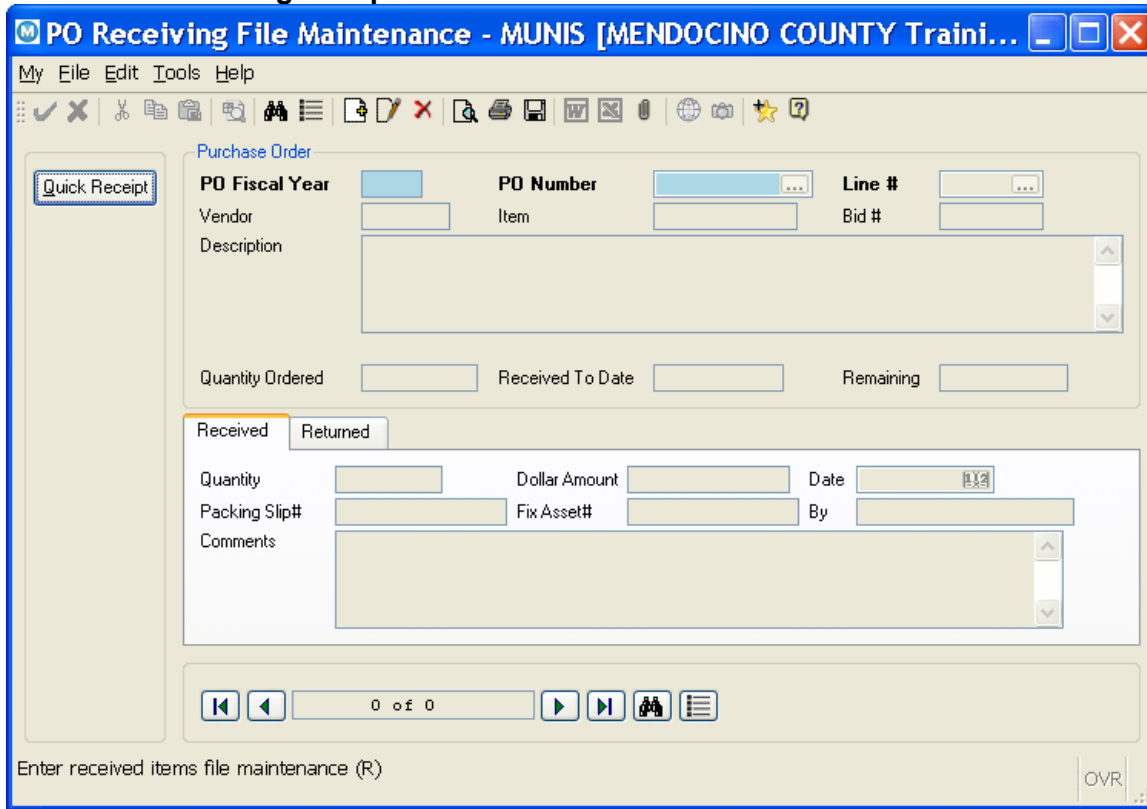 PO Receiving File Maintenance - MUNIS [MENDOCINO COUNTY Traini...
My File Edit Tools Help
Quick Receipt
Purchase Order
PO Fiscal Year PO Number ... Line # ...
Vendor Item Bid #
Description
Quantity Ordered Received To Date Remaining
Received Returned
Quantity Dollar Amount Date
Packing Slip# Fix Asset# By
Comments
0 of 0
Enter received items file maintenance (R)
OVR